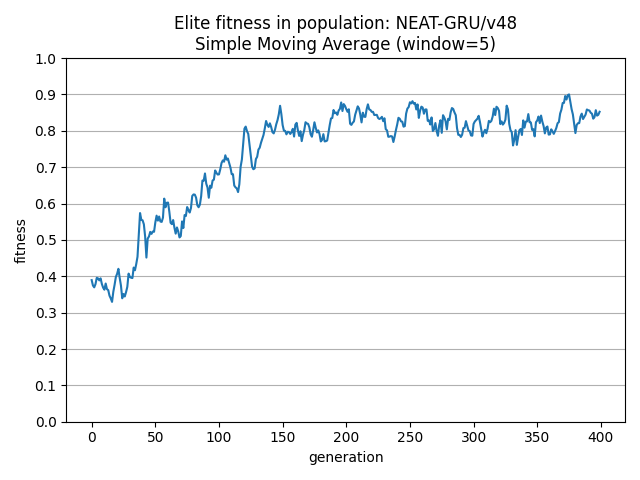 Elite fitness in population: NEAT-GRU/v48
Simple Moving Average (window=5)
1.0
0.9
0.8
0.7
0.6
0.5
0.4
0.3
0.2
0.1
0.0
fitness
0 50 100 150 200 250 300 350 400
generation